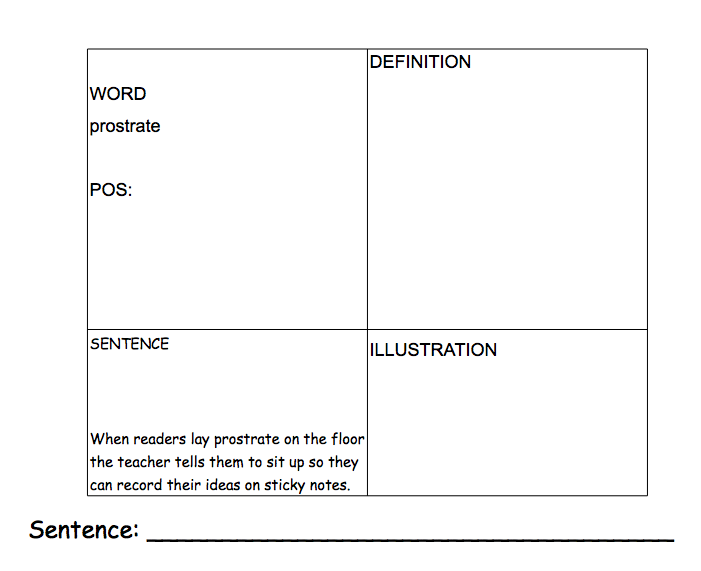 WORD
prostrate
POS:
DEFINITION
SENTENCE
When readers lay prostrate on the floor
the teacher tells them to sit up so they
can record their ideas on sticky notes.
ILLUSTRATION
Sentence: ___________________________________